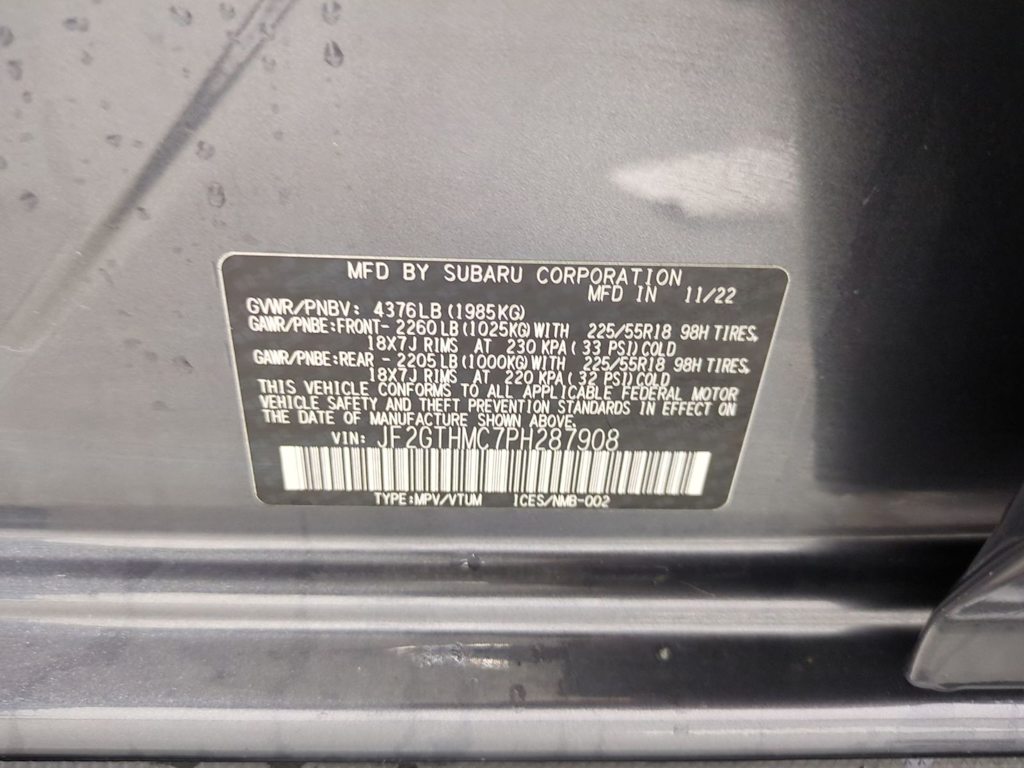 MFD BY SUBARU CORPORATION
MFD IN 11/22
GVWR/PNBV: 4376LB (1985KG)
GAWR/PNBE:FRONT- 2260LB (1025KG) WITH 225/55R18 98H TIRES,
18X7J RIMS AT 230 KPA ( 33 PSI) COLD
GAWR/PNBE:REAR - 2205LB (1000KG) WITH 225/55R18 98H TIRES,
18X7J RIMS AT 220 KPA ( 32 PSI) COLD
THIS VEHICLE CONFORMS TO ALL APPLICABLE FEDERAL MOTOR
VEHICLE SAFETY AND THEFT PREVENTION STANDARDS IN EFFECT ON
THE DATE OF MANUFACTURE SHOWN ABOVE.
VIN: JF2GTHMC7PH287908
TYPE:MPV/VTUM ICES/NMB-002